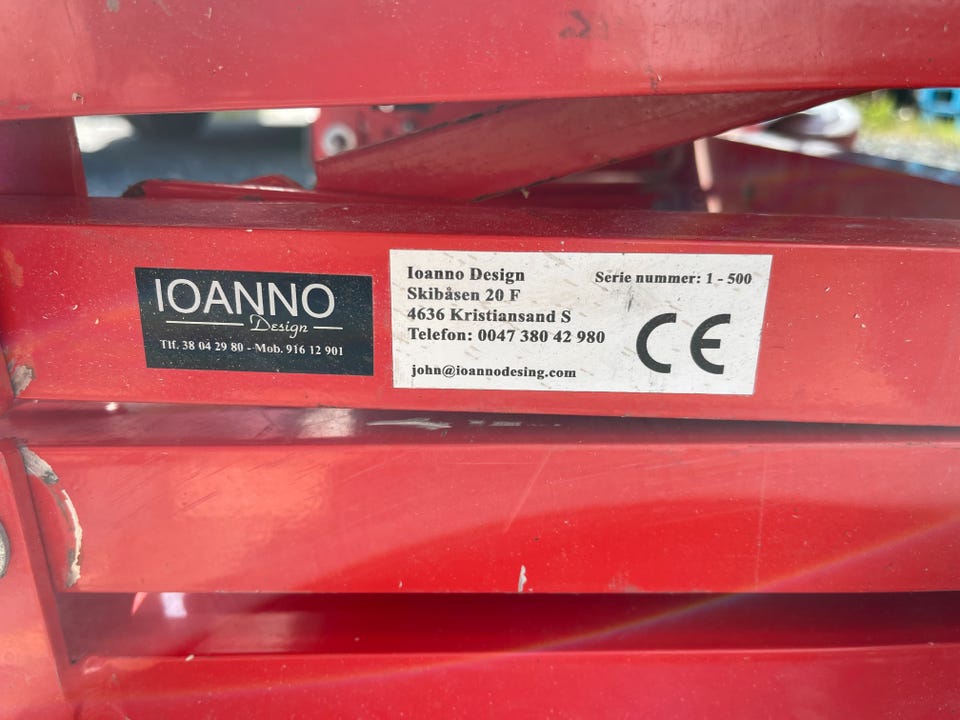 IOANNO
Design
Tlf. 38 04 29 80 - Mob. 916 12 901
Ioanno Design
Serie nummer: 1 - 500
Skibåsen 20 F
4636 Kristiansand S
Telefon: 0047 380 42 980
CE
john@ioannodesing.com